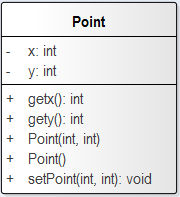 Point
- x: int
- y: int
+ getx(): int
+ gety(): int
+ Point(int, int)
+ Point()
+ setPoint(int, int): void